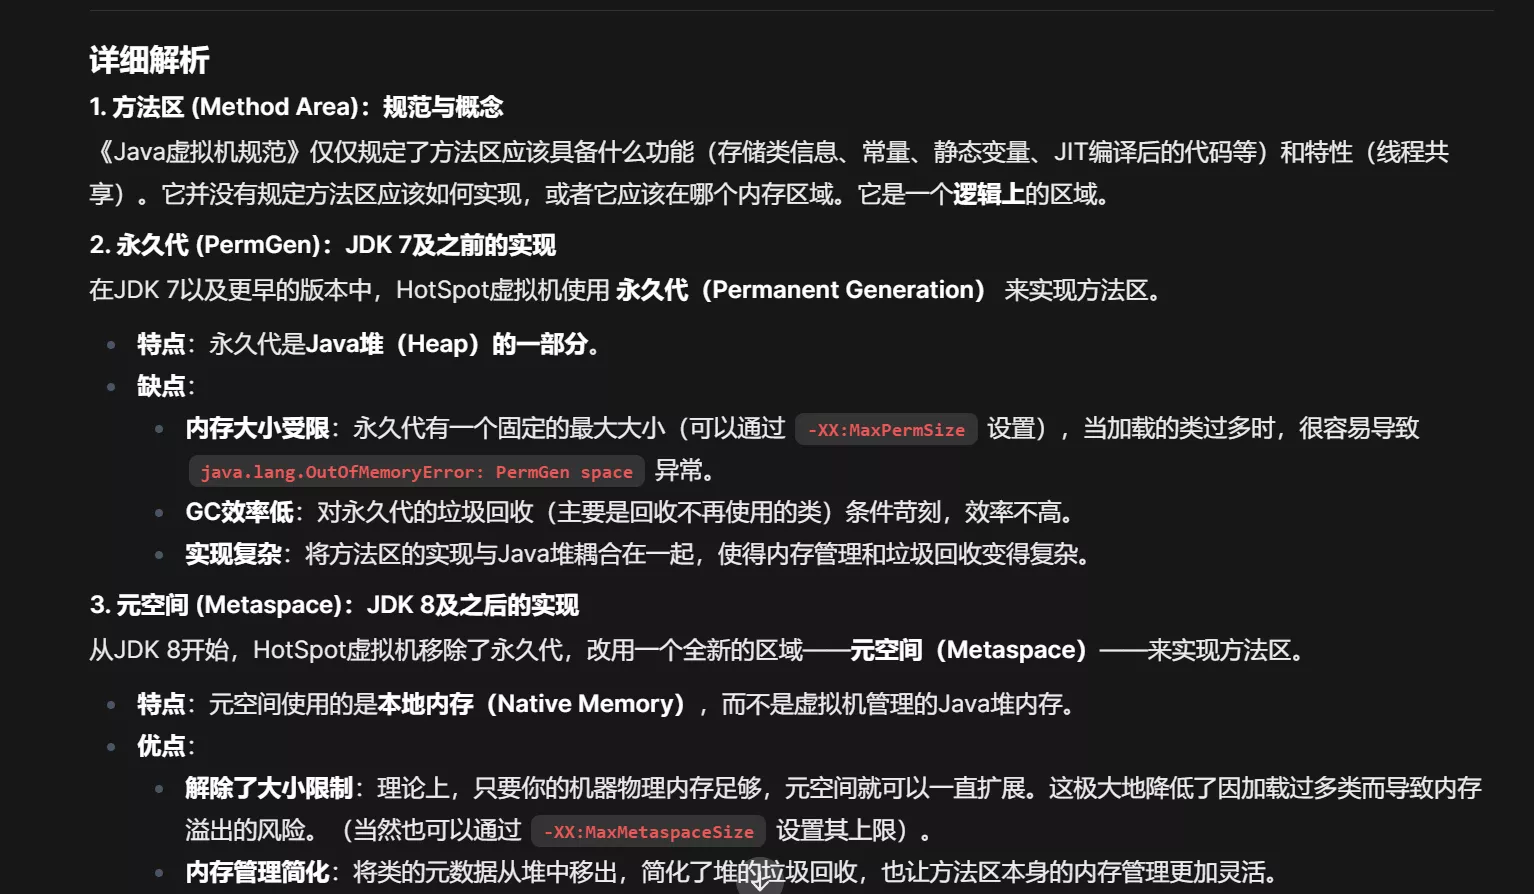 详细解析
1. 方法区 (Method Area)：规范与概念
《Java虚拟机规范》仅仅规定了方法区应该具备什么功能（存储类信息、常量、静态变量、JIT编译后的代码等）和特性（线程共
享）。它并没有规定方法区应该如何实现，或者它应该在哪个内存区域。它是一个逻辑上的区域。
2. 永久代 (PermGen)：JDK 7及之前的实现
在JDK 7以及更早的版本中，HotSpot虚拟机使用 永久代（Permanent Generation） 来实现方法区。
特点：永久代是Java堆（Heap）的一部分。
缺点：
内存大小受限：永久代有一个固定的最大大小（可以通过 -XX:MaxPermSize 设置），当加载的类过多时，很容易导致
java.lang.OutOfMemoryError: PermGen space 异常。
GC效率低：对永久代的垃圾回收（主要是回收不再使用的类）条件苛刻，效率不高。
实现复杂：将方法区的实现与Java堆耦合在一起，使得内存管理和垃圾回收变得复杂。
3. 元空间 (Metaspace)：JDK 8及之后的实现
从JDK 8开始，HotSpot虚拟机移除了永久代，改用一个全新的区域——元空间（Metaspace）——来实现方法区。
特点：元空间使用的是本地内存（Native Memory），而不是虚拟机管理的Java堆内存。
优点：
解除了大小限制：理论上，只要你的机器物理内存足够，元空间就可以一直扩展。这极大地降低了因加载过多类而导致内存
溢出的风险。（当然也可以通过 -XX:MaxMetaspaceSize 设置其上限）。
内存管理简化：将类的元数据从堆中移出，简化了堆的垃圾回收，也让方法区本身的内存管理更加灵活。